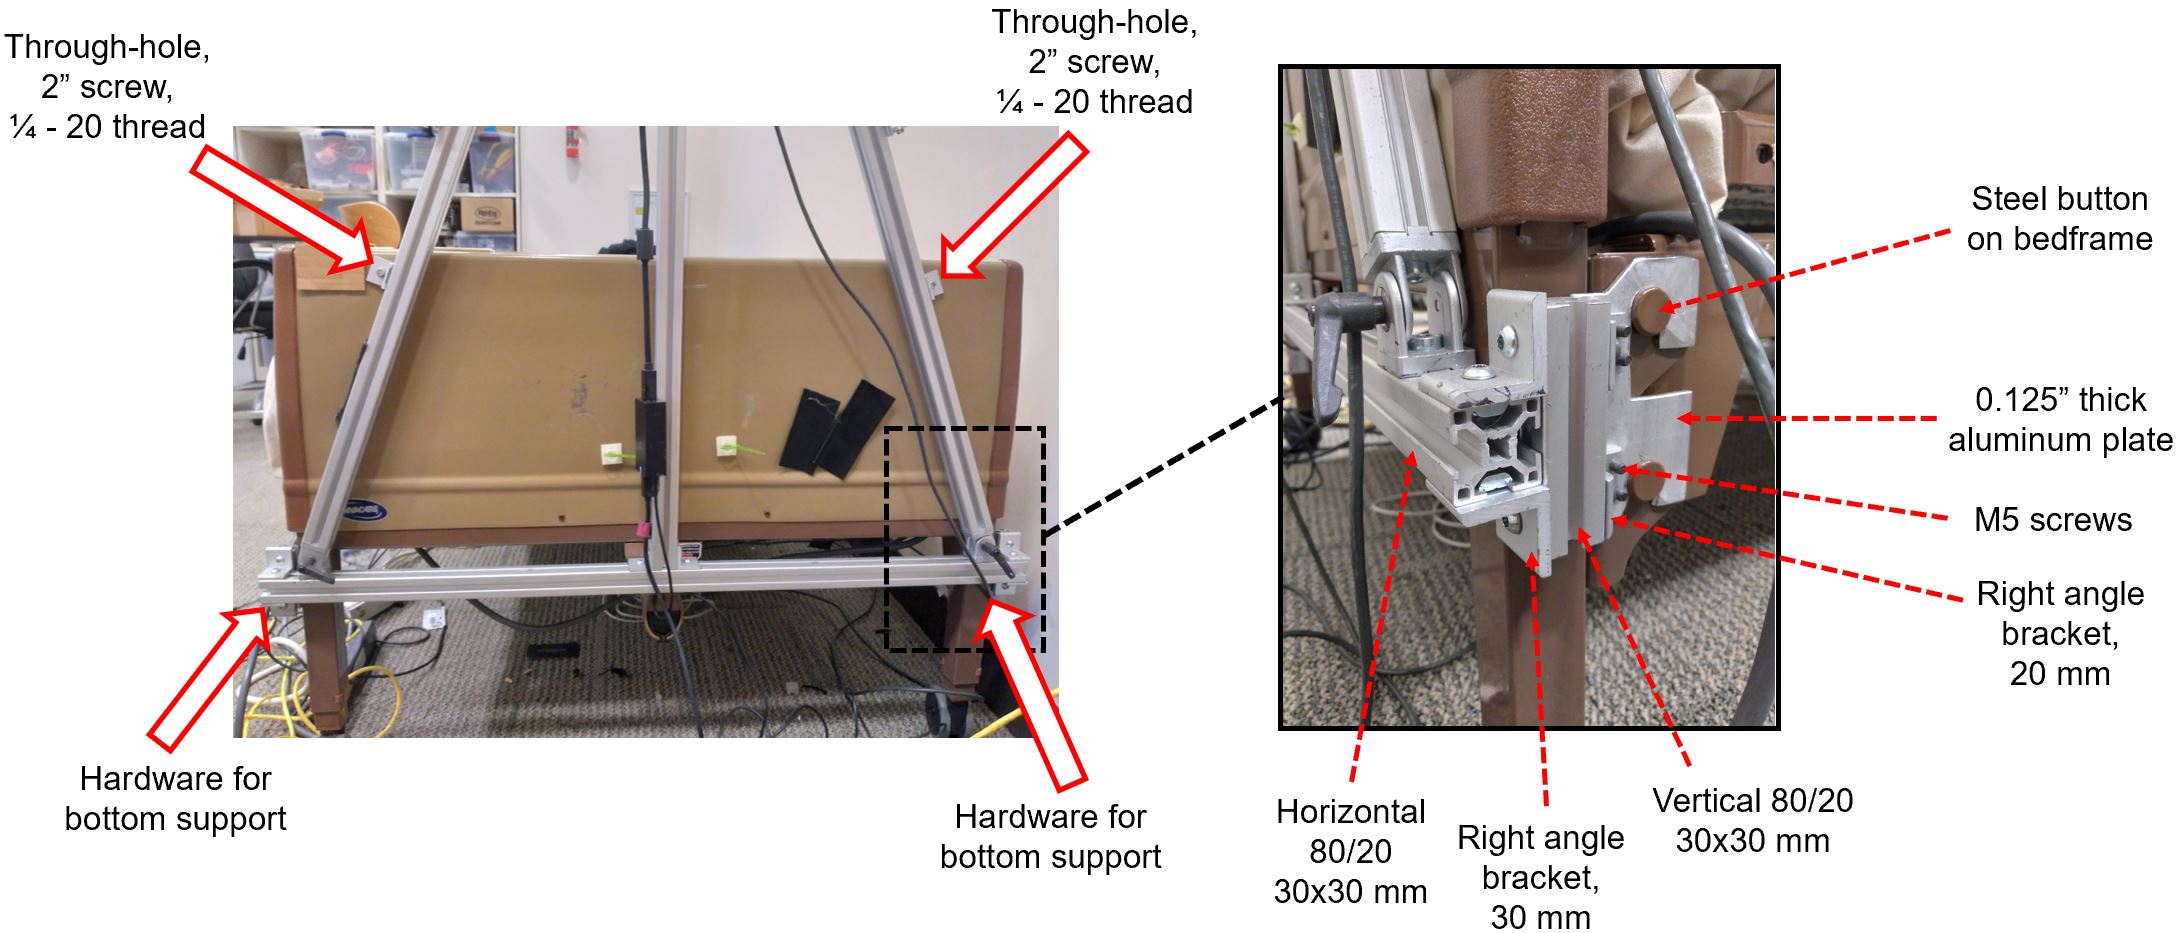 Through-hole,
2” screw,
¼ - 20 thread
Through-hole,
2” screw,
¼ - 20 thread
Hardware for
bottom support
Hardware for
bottom support
Steel button
on bedframe
0.125” thick
aluminum plate
M5 screws
Right angle
bracket,
20 mm
Horizontal
80/20
30x30 mm
Right angle
bracket,
30 mm
Vertical 80/20
30x30 mm